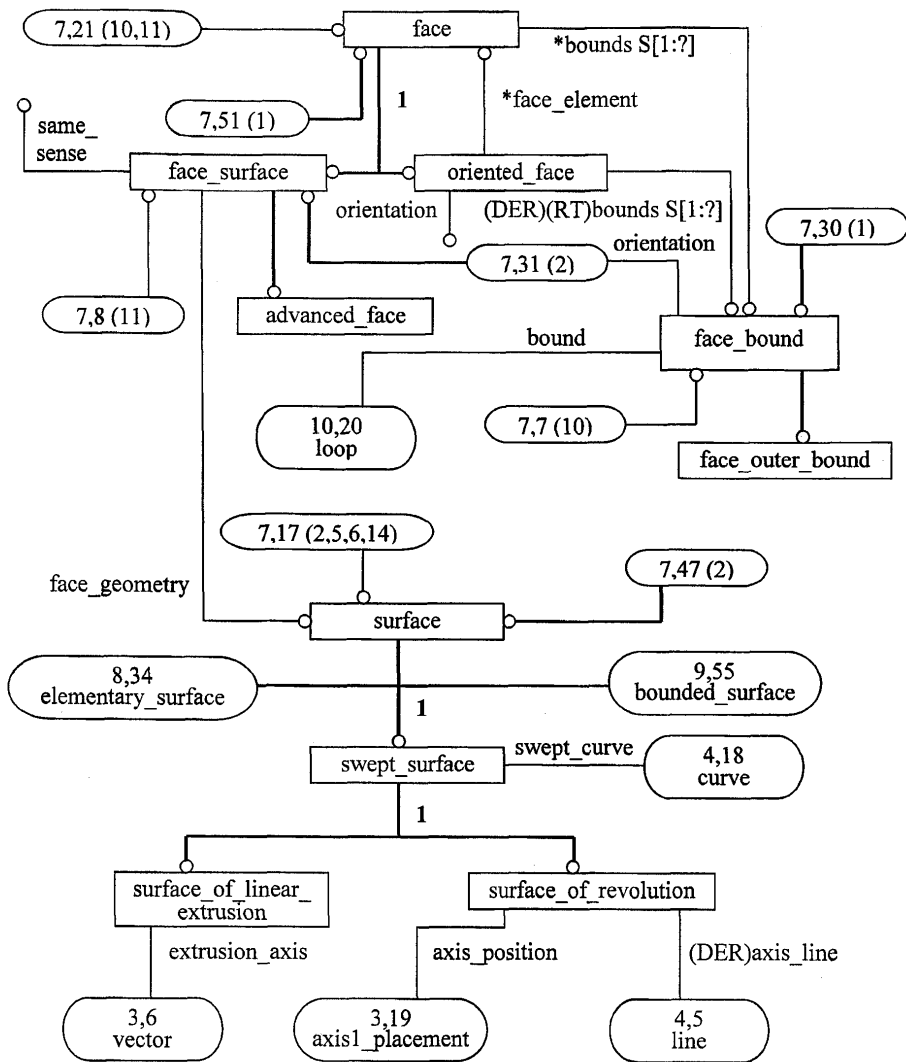 7,21 (10,11)
face
*bounds S[1:?]
1
*face_element
7,51 (1)
same_
sense
face_surface
oriented_face
orientation
(DER)(RT)bounds S[1:?]
7,30 (1)
7,31 (2)
orientation
7,8 (11)
advanced_face
face_bound
bound
10,20
loop
7,7 (10)
face_outer_bound
7,17 (2,5,6,14)
7,47 (2)
face_geometry
surface
8,34
elementary_surface
9,55
bounded_surface
1
swept_surface
swept_curve
4,18
curve
1
surface_of_linear_
extrusion
surface_of_revolution
extrusion_axis
axis_position
(DER)axis_line
3,6
vector
3,19
axis1_placement
4,5
line